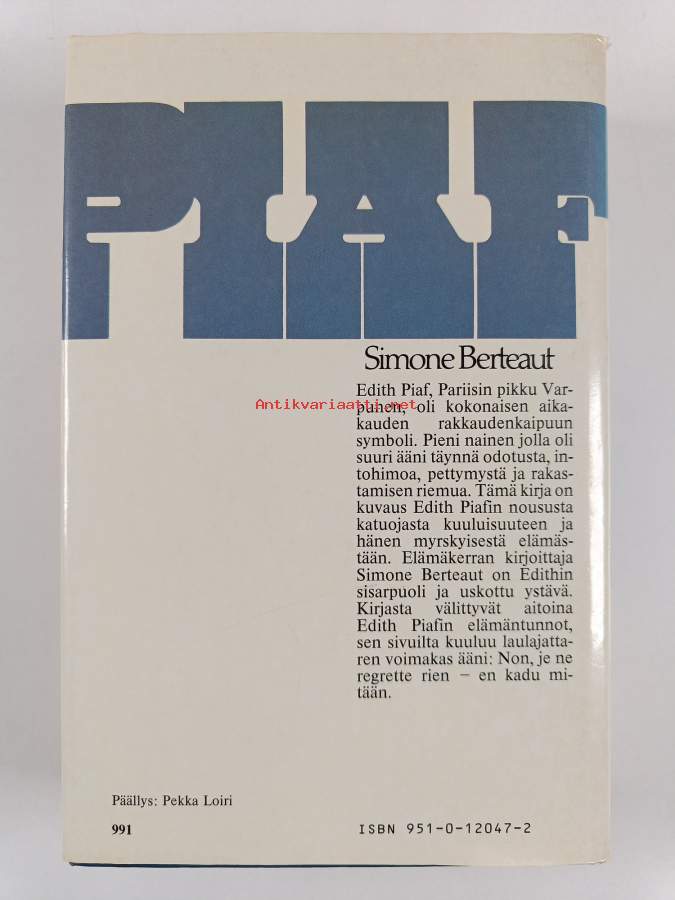 PIAF
Simone Berteaut
Edith Piaf, Pariisin pikku Var-
Antikvariaatti.net
punen, oli kokonaisen aika-
kauden rakkaudenkaipuun
symboli. Pieni nainen jolla oli
suuri ääni täynnä odotusta, in-
tohimoa, pettymystä ja rakas-
tamisen riemua. Tämä kirja on
kuvaus Edith Piafin noususta
katuojasta kuuluisuuteen ja
hänen myrskyisestä elämäs-
tään. Elämäkerran kirjoittaja
Simone Berteaut on Edithin
sisarpuoli ja uskottu ystävä.
Kirjasta välittyvät aitoina
Edith Piafin elämäntunnot,
sen sivuilta kuuluu laulajatta-
ren voimakas ääni: Non, je ne
regrette rien – en kadu mi-
tään.
Päällys: Pekka Loiri
991
ISBN 951-0-12047-2